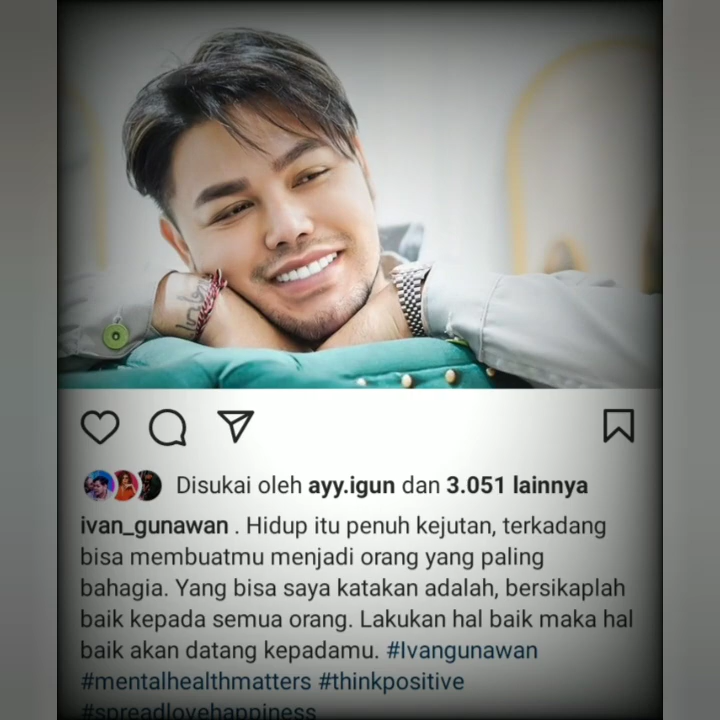 Disukai oleh ayy.igun dan 3.051 lainnya
ivan_gunawan . Hidup itu penuh kejutan, terkadang
bisa membuatmu menjadi orang yang paling
bahagia. Yang bisa saya katakan adalah, bersikaplah
baik kepada semua orang. Lakukan hal baik maka hal
baik akan datang kepadamu. #Ivangunawan
#mentalhealthmatters #thinkpositive
#spreadlovehappiness